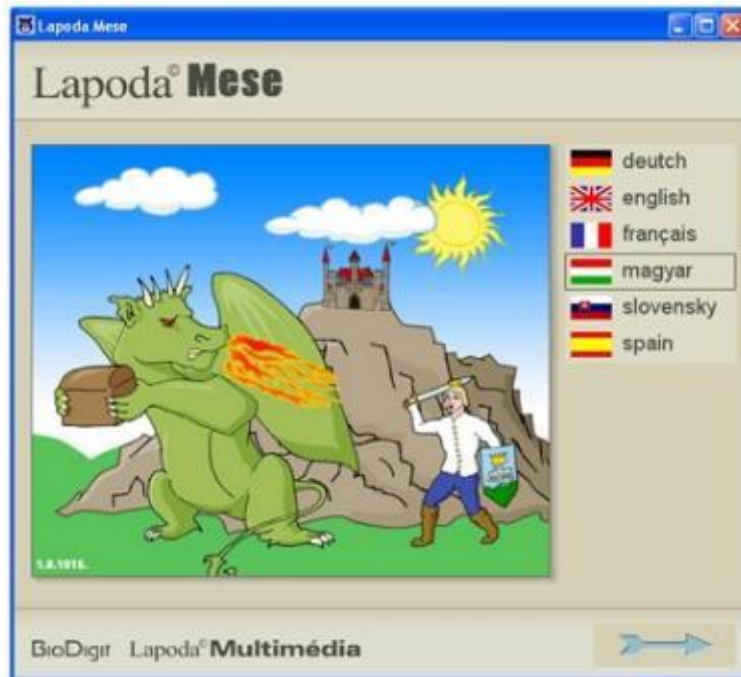 Lapoda Mese
Lapoda© Mese
deutch
english
français
magyar
slovensky
spain
1.0.1016.
BioDigit Lapoda© Multimédia